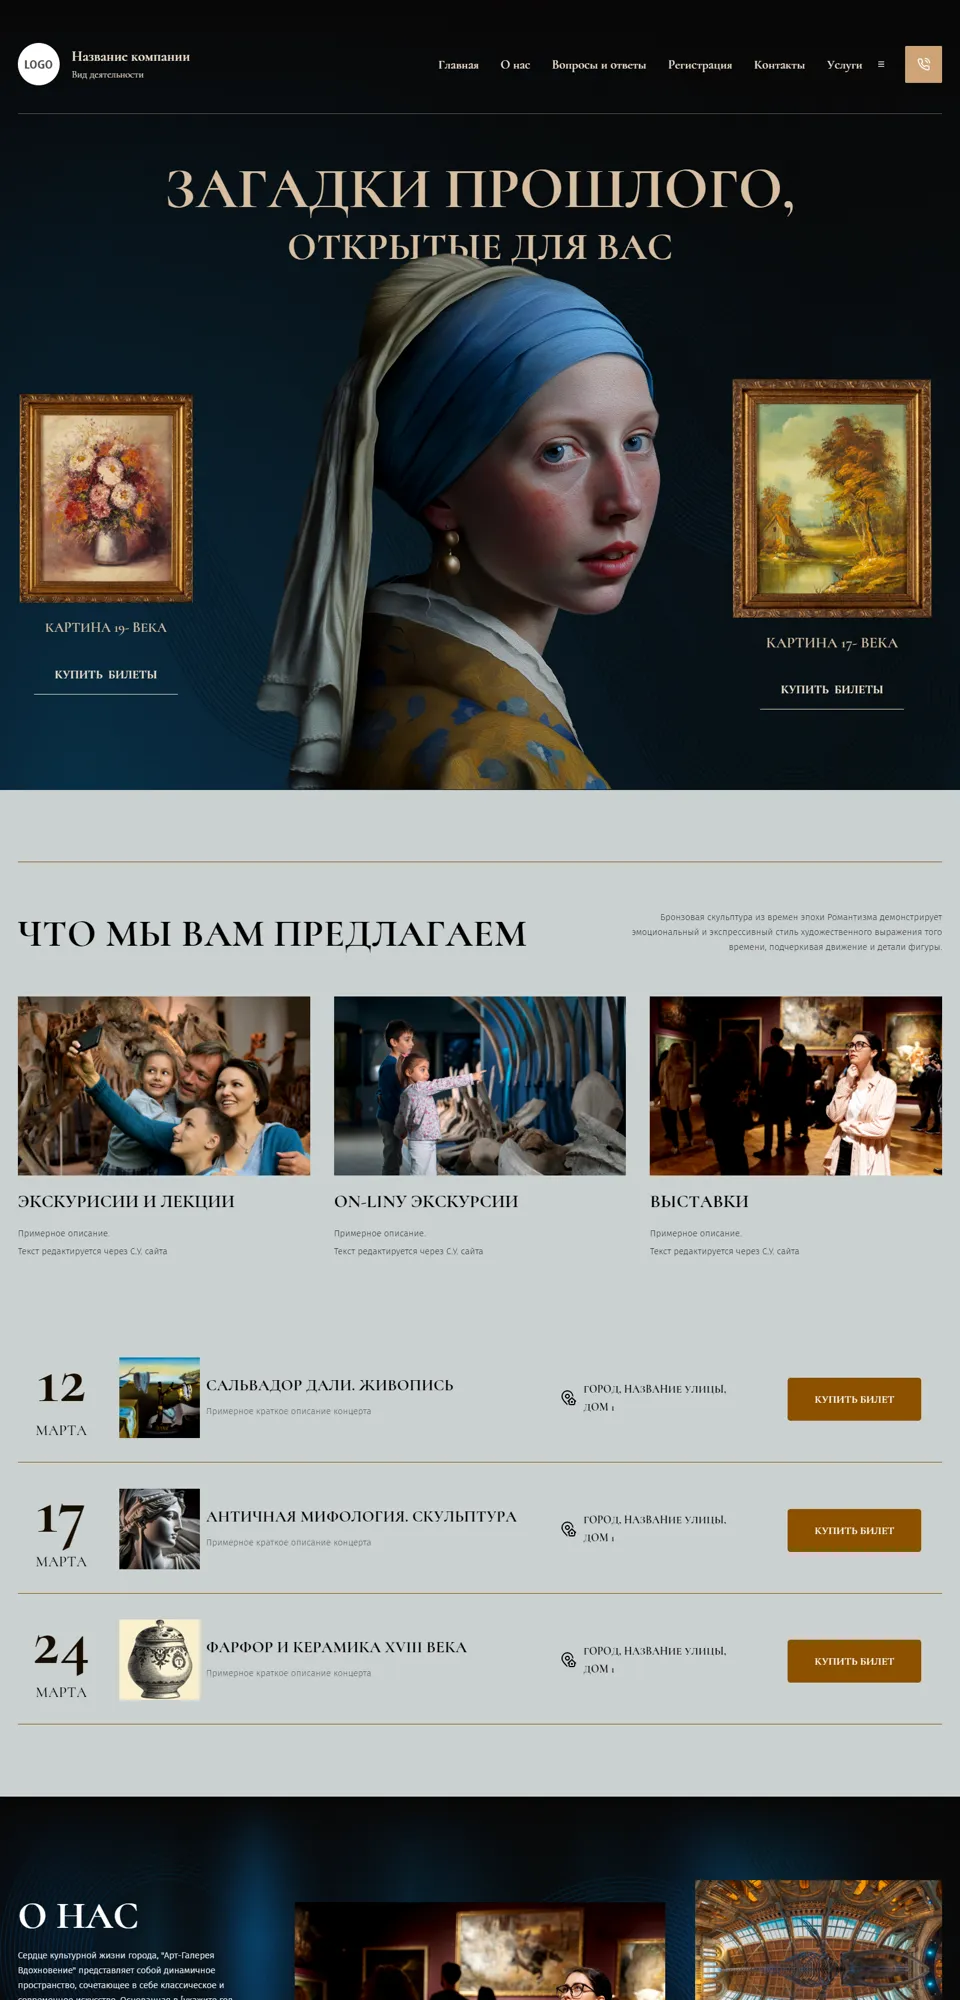 LOGO
Название компании
Вид деятельности
Главная
О нас
Вопросы и ответы
Регистрация
Контакты
Услуги
ЗАГАДКИ ПРОШЛОГО,
ОТКРЫТЫЕ ДЛЯ ВАС
КАРТИНА 19- ВЕКА
КУПИТЬ БИЛЕТЫ
КАРТИНА 17- ВЕКА
КУПИТЬ БИЛЕТЫ
ЧТО МЫ ВАМ ПРЕДЛАГАЕМ
Бронзовая скульптура из времен эпохи Романтизма демонстрирует
эмоциональный и экспрессивный стиль художественного выражения того
времени, подчеркивая движение и детали фигуры.
ЭКСКУРИСИИ И ЛЕКЦИИ
Примерное описание.
Текст редактируется через С.У. сайта
ON-LINY ЭКСКУРСИИ
Примерное описание.
Текст редактируется через С.У. сайта
ВЫСТАВКИ
Примерное описание.
Текст редактируется через С.У. сайта
12
МАРТА
САЛЬВАДОР ДАЛИ. ЖИВОПИСЬ
Примерное краткое описание концерта
ГОРОД, НАЗВАНИЕ УЛИЦЫ,
ДОМ 1
КУПИТЬ БИЛЕТ
17
МАРТА
АНТИЧНАЯ МИФОЛОГИЯ. СКУЛЬПТУРА
Примерное краткое описание концерта
ГОРОД, НАЗВАНИЕ УЛИЦЫ,
ДОМ 1
КУПИТЬ БИЛЕТ
24
МАРТА
ФАРФОР И КЕРАМИКА XVIII ВЕКА
Примерное краткое описание концерта
ГОРОД, НАЗВАНИЕ УЛИЦЫ,
ДОМ 1
КУПИТЬ БИЛЕТ
О НАС
Сердце культурной жизни города, "Арт-Галерея
Вдохновение" представляет собой динамичное
пространство, сочетающее в себе классическое и
современное искусство. Основанная в [укажите год